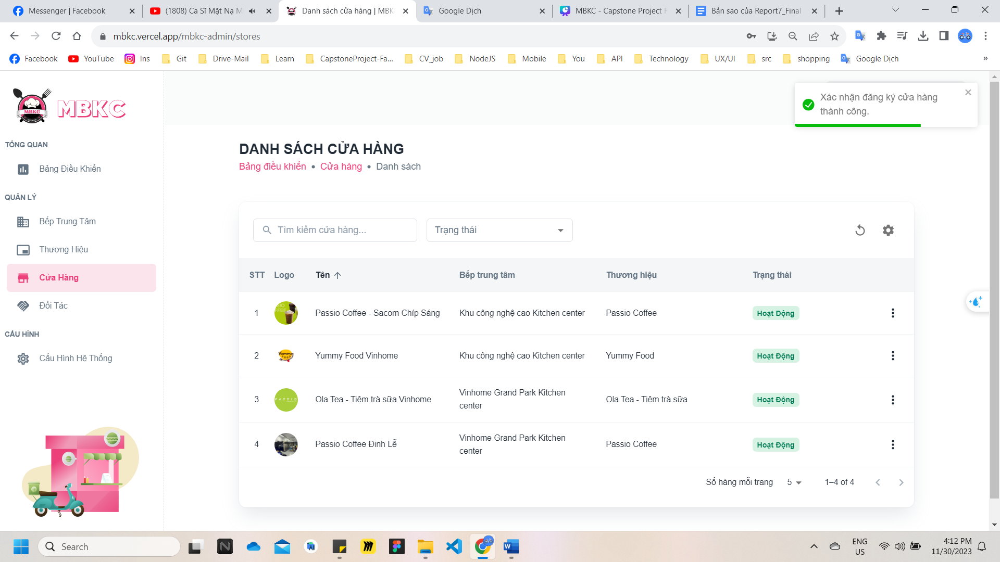 Messenger | Facebook
(1808) Ca Sĩ Mặt Nạ M
Danh sách cửa hàng | MBK
Google Dịch
MBKC - Capstone Project F
Bản sao của Report7_Final
mbkc.vercel.app/mbkc-admin/stores
Facebook
YouTube
Ins
Git
Drive-Mail
Learn
CapstoneProject-Fa...
CV_job
NodeJS
Mobile
You
API
Technology
UX/UI
src
shopping
Google Dịch
»
MBKC
MBKC
Xác nhận đăng ký cửa hàng
thành công.
TỔNG QUAN
Bảng Điều Khiển
QUẢN LÝ
Bếp Trung Tâm
Thương Hiệu
Cửa Hàng
Đối Tác
CẤU HÌNH
Cấu Hình Hệ Thống
DANH SÁCH CỬA HÀNG
Bảng điều khiển • Cửa hàng • Danh sách
Tìm kiếm cửa hàng...
Trạng thái
STT Logo Tên Bếp trung tâm Thương hiệu Trạng thái
1 Passio Coffee - Sacom Chíp Sáng Khu công nghệ cao Kitchen center Passio Coffee Hoạt Động
2 Yummy Food Vinhome Khu công nghệ cao Kitchen center Yummy Food Hoạt Động
3 PASSIO Ola Tea - Tiệm trà sữa Vinhome Vinhome Grand Park Kitchen center Ola Tea - Tiệm trà sữa Hoạt Động
4 Passio Coffee Đinh Lễ Vinhome Grand Park Kitchen center Passio Coffee Hoạt Động
Số hàng mỗi trang 5 1–4 of 4
Search
ENG
US
4:12 PM
11/30/2023